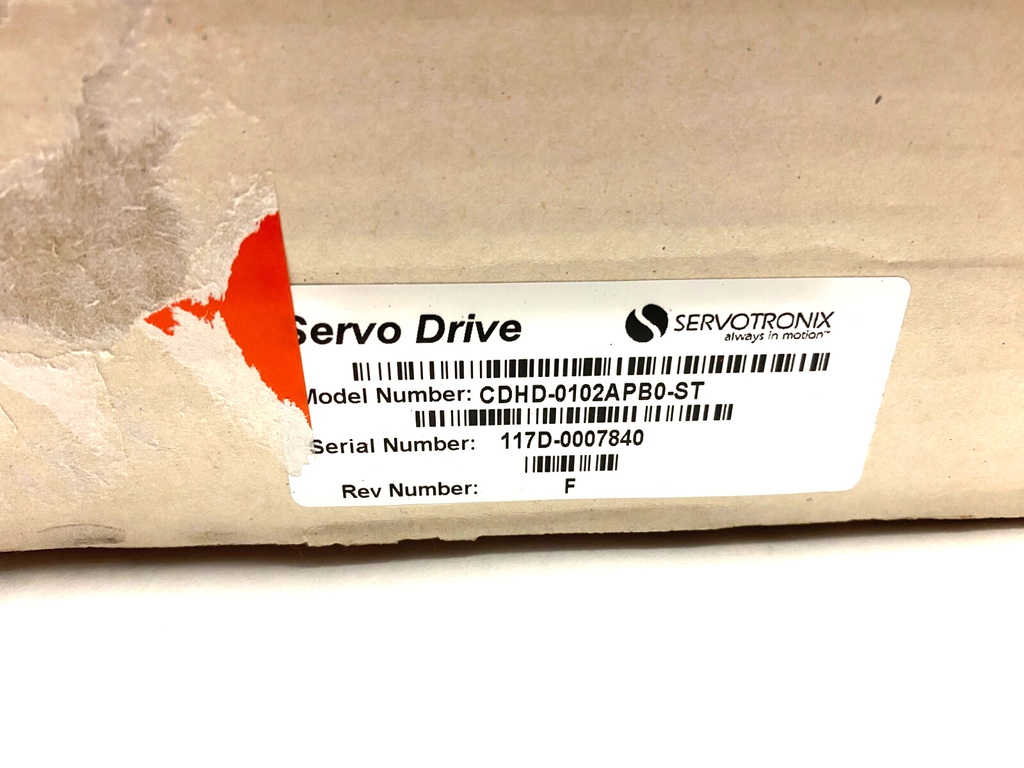 Servo Drive
SERVOTRONIX
always in motion™
Model Number: CDHD-0102APB0-ST
Serial Number: 117D-0007840
Rev Number: F